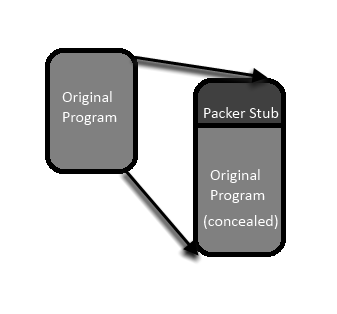 Original
Program
Packer Stub
Original
Program
(concealed)